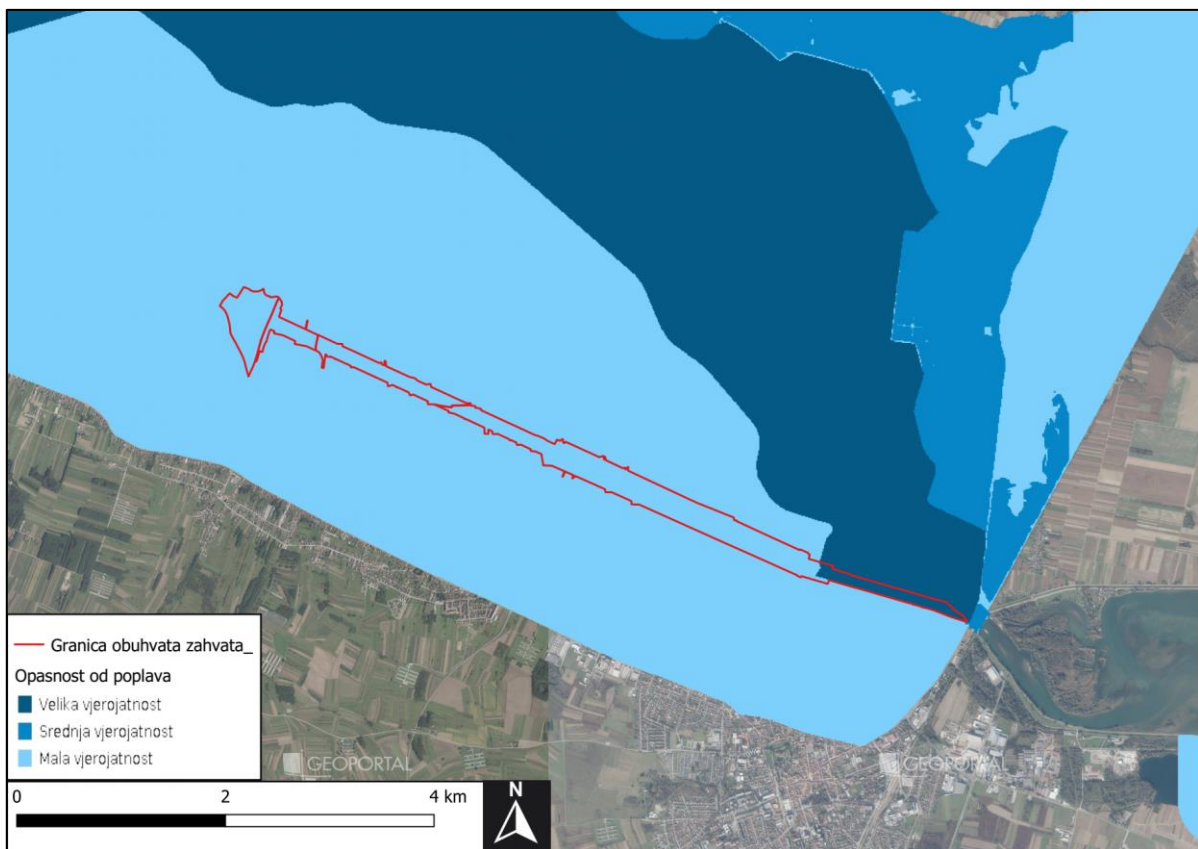 Granica obuhvata zahvata_
Opasnost od poplava
Velika vjerojatnost
Srednja vjerojatnost
Mala vjerojatnost
GEOPORTAL
GEOPORTAL
0 2 4 km
N